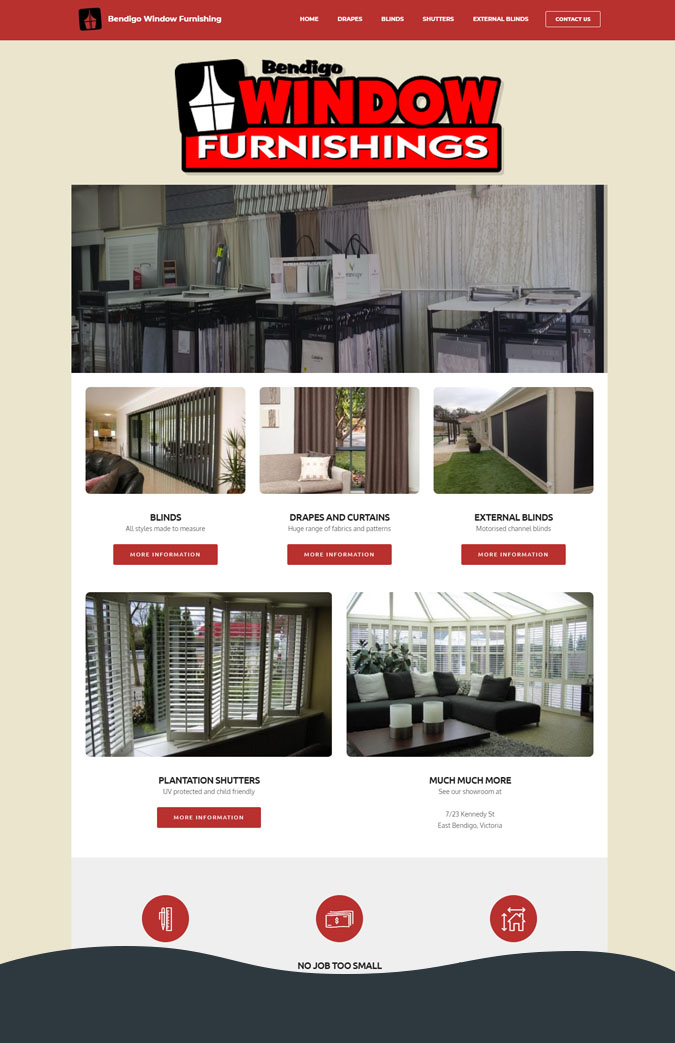 Bendigo Window Furnishing
HOME DRAPES BLINDS SHUTTERS EXTERNAL BLINDS CONTACT US
Bendigo
WINDOW
FURNISHINGS
BLINDS
All styles made to measure
MORE INFORMATION
DRAPES AND CURTAINS
Huge range of fabrics and patterns
MORE INFORMATION
EXTERNAL BLINDS
Motorised channel blinds
MORE INFORMATION
PLANTATION SHUTTERS
UV protected and child friendly
MORE INFORMATION
MUCH MUCH MORE
See our showroom at
7/23 Kennedy St
East Bendigo, Victoria
NO JOB TOO SMALL